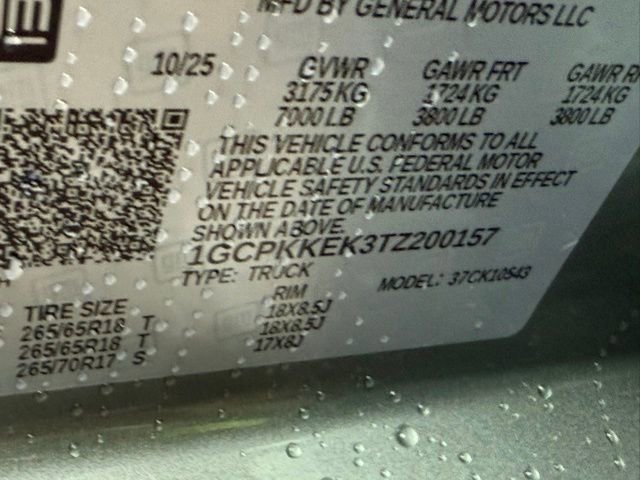 MFD BY GENERAL MOTORS LLC
10/25 GVWR GAWR FRT GAWR
3175 KG 1724 KG 1724 KG
7000 LB 3800 LB 3800 LB
THIS VEHICLE CONFORMS TO ALL
APPLICABLE U.S. FEDERAL MOTOR
VEHICLE SAFETY STANDARDS IN EFFECT
ON THE DATE OF MANUFACTURE
SHOWN ABOVE.
1GCPKKEK3TZ200157
TYPE: TRUCK MODEL: 37CK10543
TIRE SIZE RIM
265/65R18 T 18X8.5J
265/65R18 T 18X8.5J
265/70R17 S 17X8J